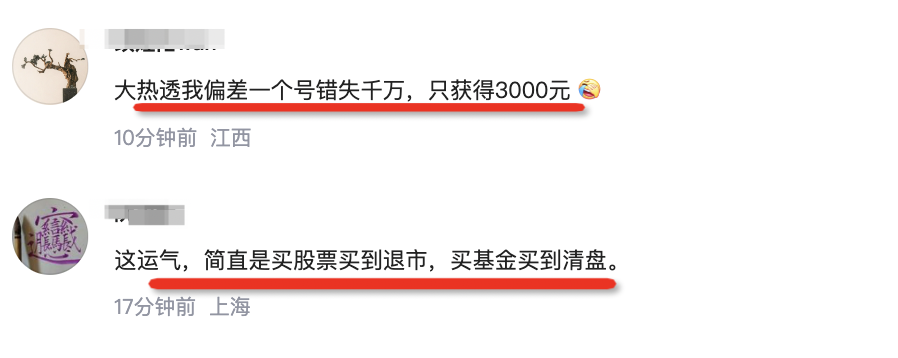 大热透我偏差一个号错失千万，只获得3000元
10分钟前 江西
这运气，简直是买股票买到退市，买基金买到清盘。
17分钟前 上海